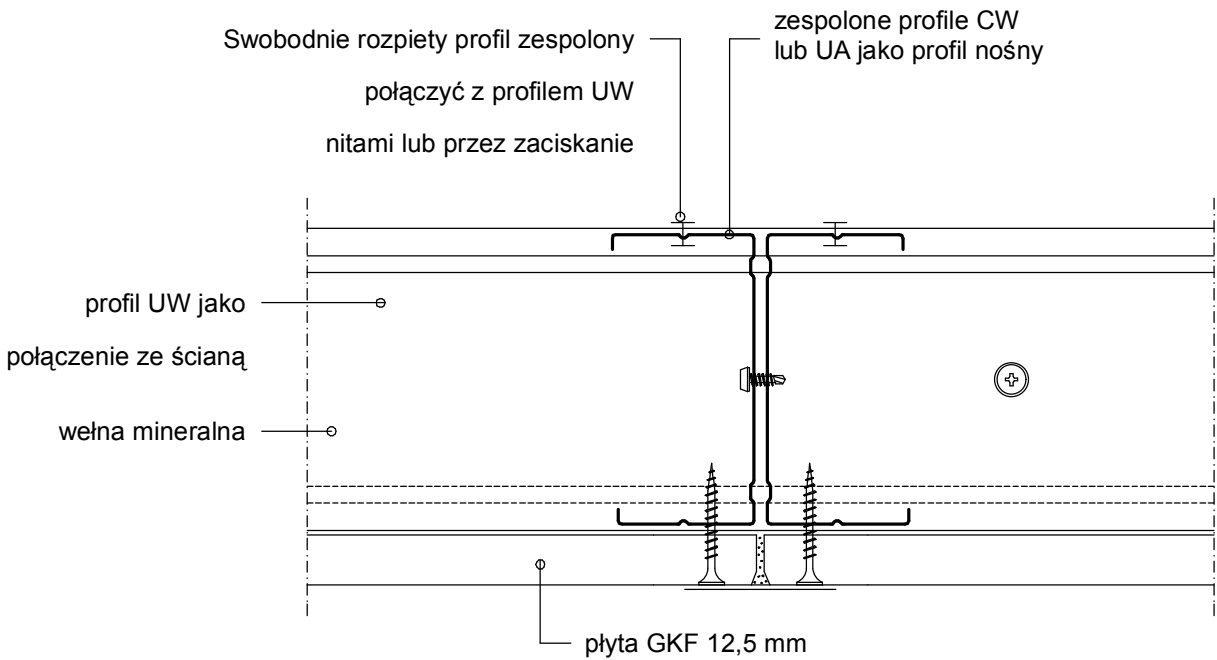 Swobodnie rozpiety profil zespolony
połączyć z profilem UW
nitami lub przez zaciskanie
zespolone profile CW
lub UA jako profil nośny
profil UW jako
połączenie ze ścianą
wełna mineralna
płyta GKF 12,5 mm